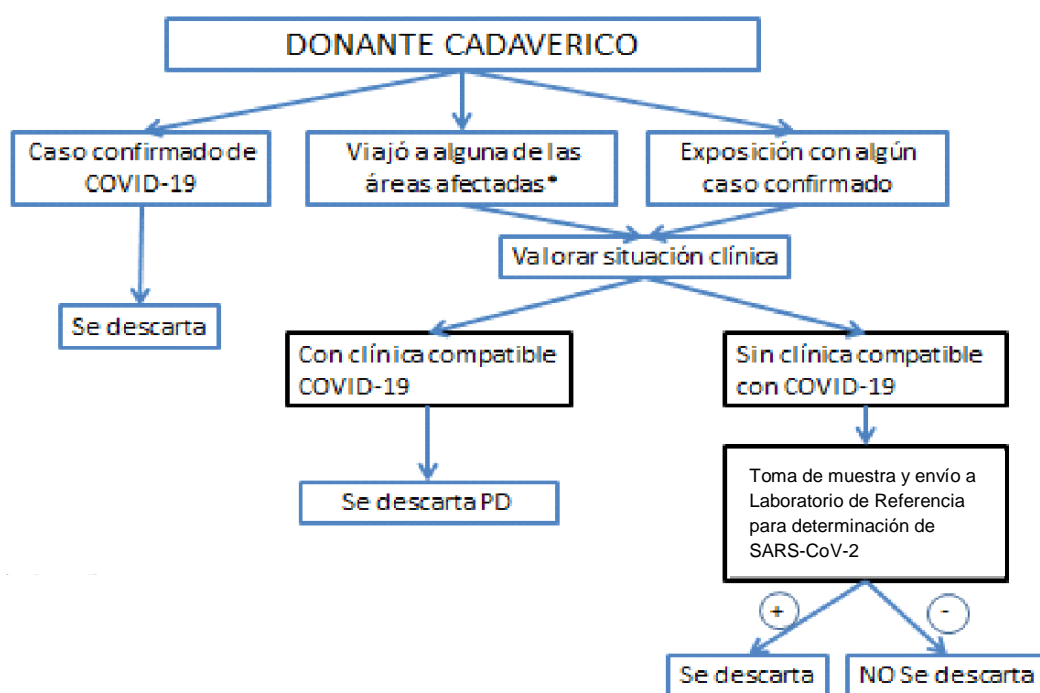 DONANTE CADAVERICO
Caso confirmado de
COVID-19
Viajó a alguna de las
áreas afectadas*
Exposición con algún
caso confirmado
Valorar situación clínica
Se descarta
Con clínica compatible
COVID-19
Sin clínica compatible
con COVID-19
Se descarta PD
Toma de muestra y envío a
Laboratorio de Referencia
para determinación de
SARS-CoV-2
+
-
Se descarta
NO Se descarta